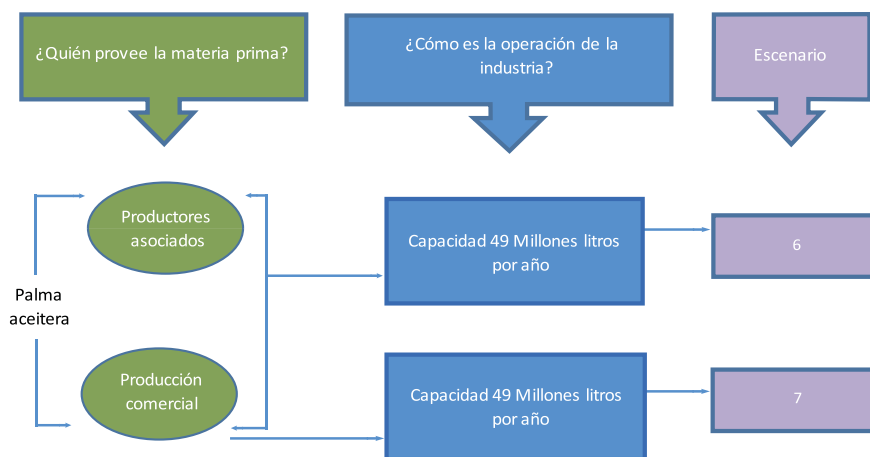 ¿Quién provee la materia prima?
¿Cómo es la operación de la
industria?
Escenario
Productores
asociados
Capacidad 49 Millones litros
por año
6
Palma
aceitera
Producción
comercial
Capacidad 49 Millones litros
por año
7